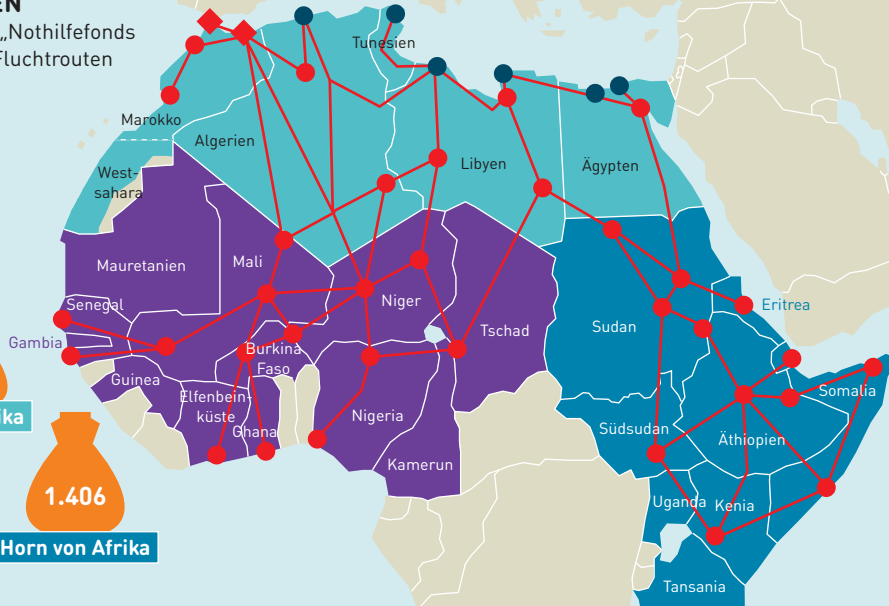 EN
„Nothilfefonds
Fluchtrouten
Tunesien
Marokko
Algerien
Libyen
Ägypten
West-
sahara
Mauretanien
Mali
Niger
Tschad
Sudan
Eritrea
Senegal
Gambia
Guinea
Burkina
Faso
Elfenbein-
küste
Ghana
Nigeria
Kamerun
Südsudan
Äthiopien
Somalia
Uganda
Kenia
Tansania
ika
1.406
Horn von Afrika